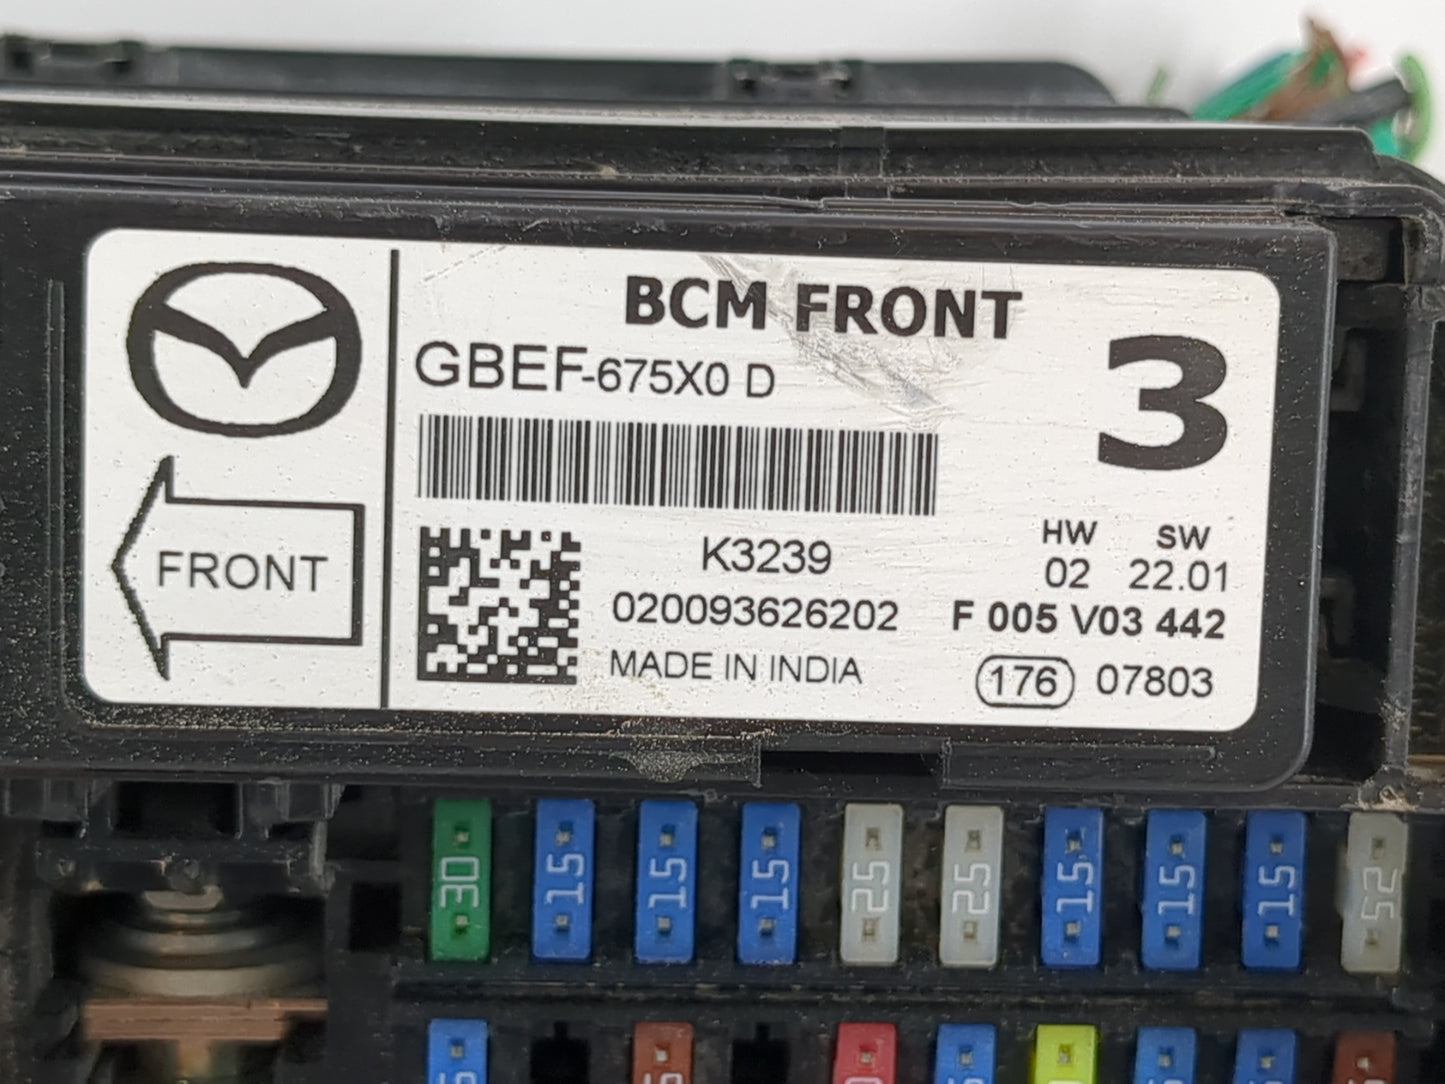 BCM FRONT
GBEF-675X0 D
3
FRONT
K3239
HW SW
02 22.01
020093626202
F 005 V03 442
MADE IN INDIA
176 07803
30 15 15 15 25 25 15 15 15 25